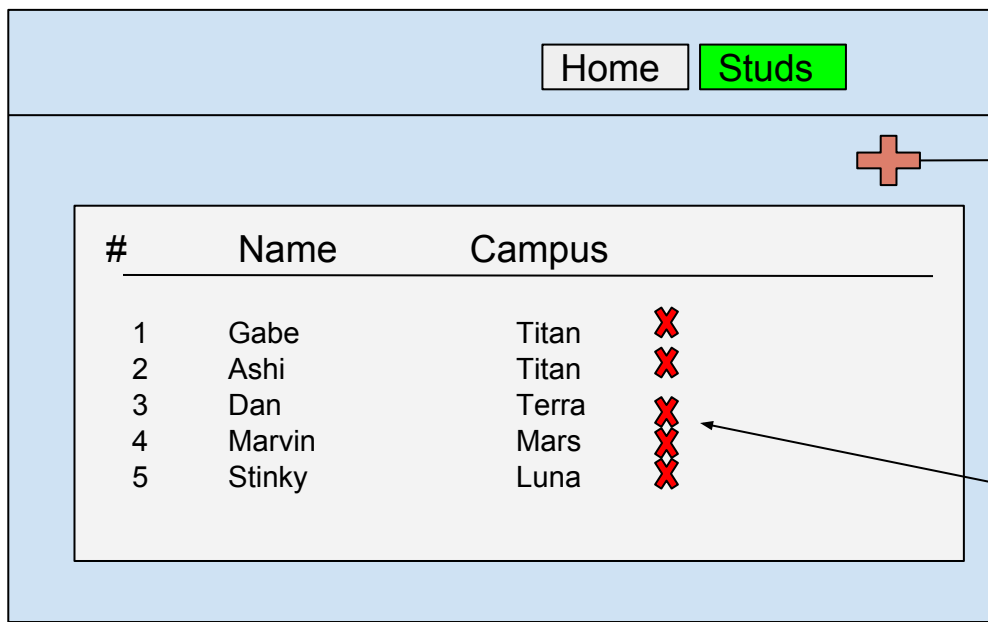 Home Studs
# Name Campus
1 Gabe Titan
2 Ashi Titan
3 Dan Terra
4 Marvin Mars
5 Stinky Luna